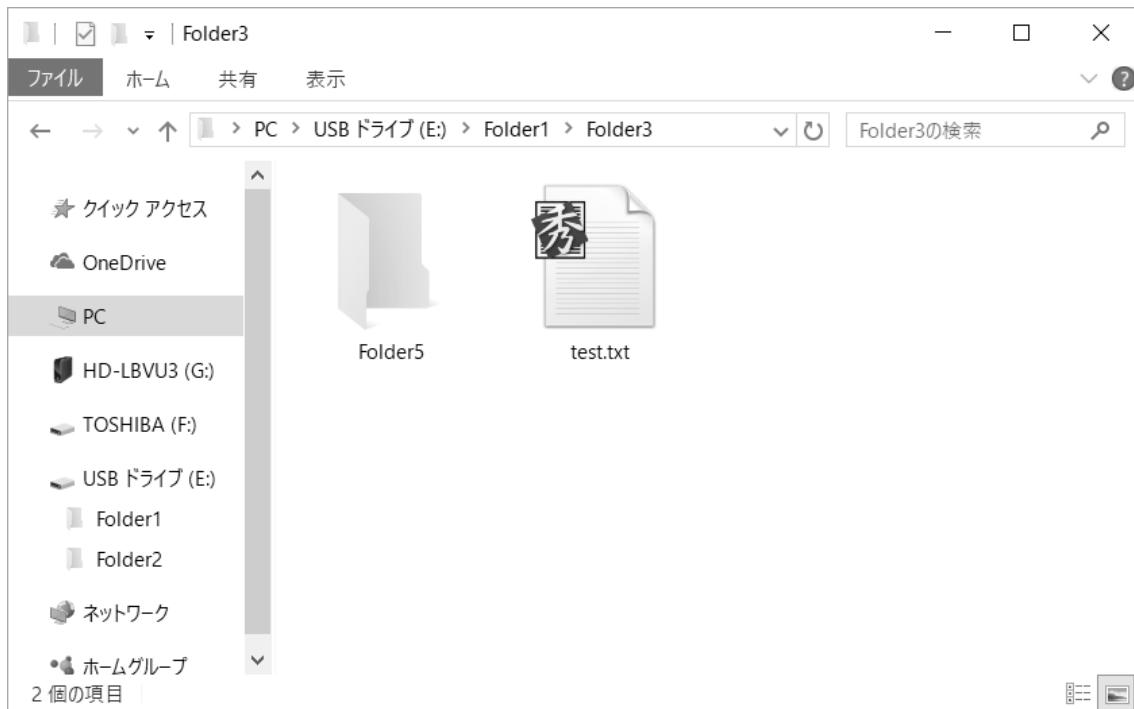 Folder3
ファイル ホーム 共有 表示
PC > USB ドライブ (E:) > Folder1 > Folder3
Folder3の検索
クイック アクセス
OneDrive
PC
HD-LBVU3 (G:)
TOSHIBA (F:)
USB ドライブ (E:)
Folder1
Folder2
ネットワーク
ホームグループ
秀
Folder5
test.txt
2 個の項目